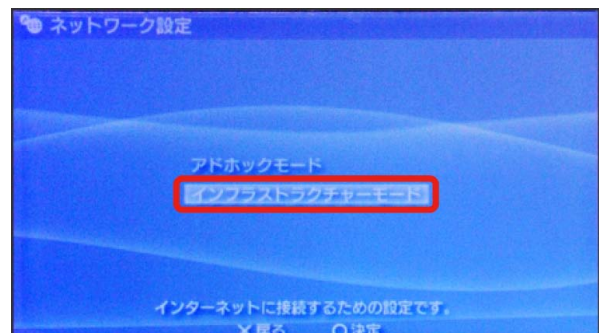 ネットワーク設定
アドホックモード
インフラストラクチャーモード
インターネットに接続するための設定です。
✕戻る ○決定